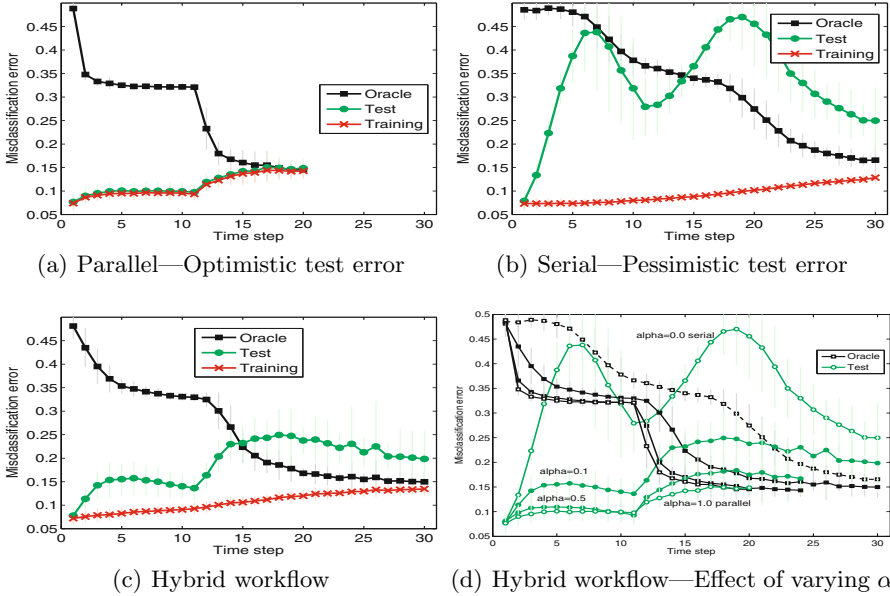 Misclassification error
0.45
0.4
0.35
0.3
0.25
0.2
0.15
0.1
0.05
Oracle
Test
Training
5 10 15 20 25 30
Time step
(a) Parallel—Optimistic test error
Misclassification error
0.45
0.4
0.35
0.3
0.25
0.2
0.15
0.1
0.05
Oracle
Test
Training
0 5 10 15 20 25 30
Time step
(b) Serial—Pessimistic test error
Misclassification error
0.45
0.4
0.35
0.3
0.25
0.2
0.15
0.1
0.05
Oracle
Test
Training
0 5 10 15 20 25 30
Time step
(c) Hybrid workflow
Misclassification error
0.5
0.45
0.4
0.35
0.3
0.25
0.2
0.15
0.1
0.05
alpha=0.0 serial
Oracle
Test
alpha=0.1
alpha=0.5
alpha=1.0 parallel
0 5 10 15 20 25 30
Time step
(d) Hybrid workflow—Effect of varying α